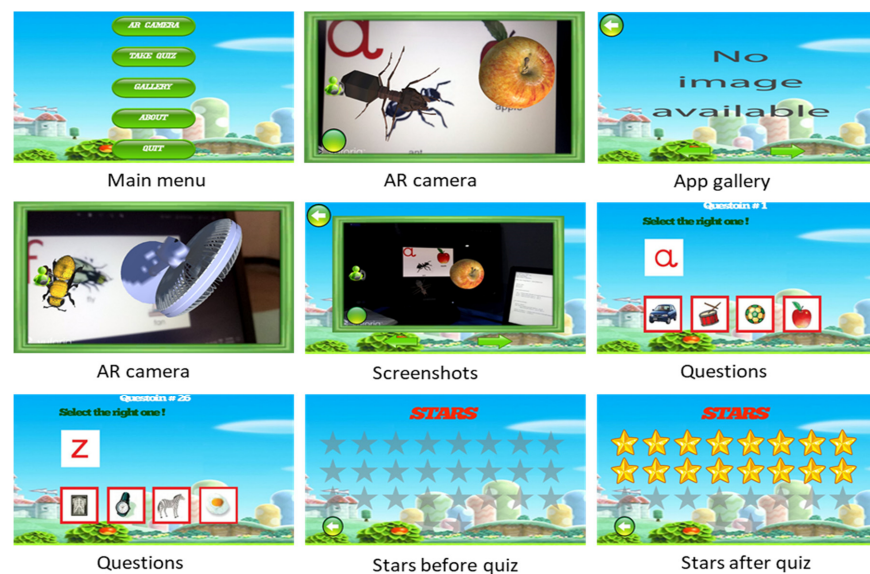 AR CAMERA
TAKE QUIZ
GALLERY
ABOUT
QUIT
Main menu
a
apple
ant
AR camera
No
image
available
App gallery
f
fly
fan
AR camera
a
Screenshots
Questoin # 1
Select the right one !
a
Questions
Questoin # 26
Select the right one !
z
Questions
STARS
Stars before quiz
STARS
Stars after quiz